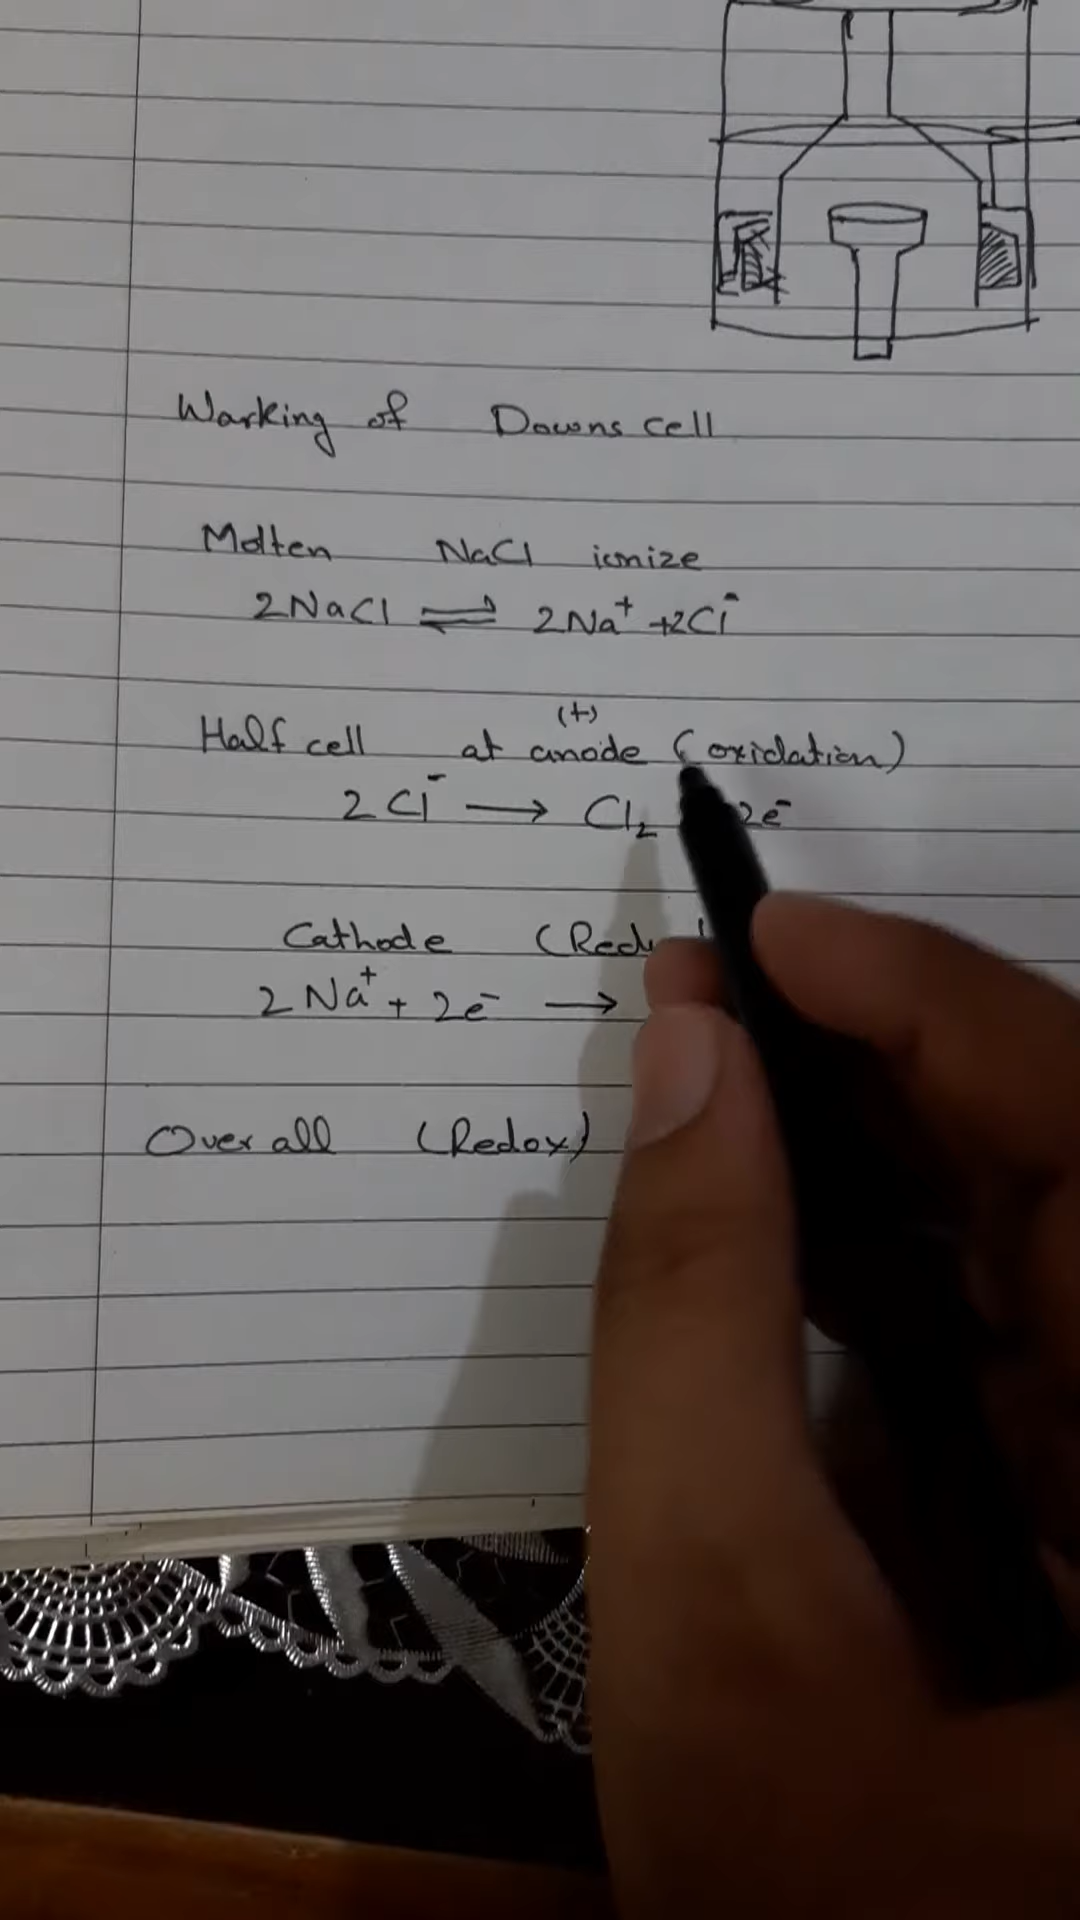 Working of Downs cell
Molten NaCl ionize
2NaCl ⇌ 2Na⁺ +2Cl⁻
(+)
Half cell at anode (oxidation)
2Cl⁻ → Cl₂ 2e⁻
Cathode
2Na⁺ + 2e⁻ →
Over all (Redox)